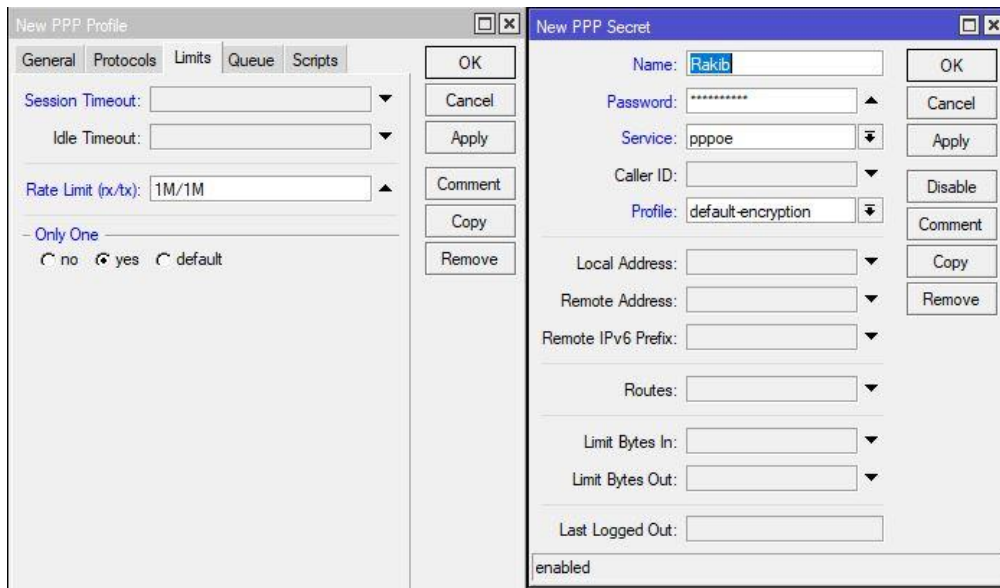 New PPP Profile
General Protocols Limits Queue Scripts
Session Timeout:
Idle Timeout:
Rate Limit (rx/tx): 1M/1M
Only One
no yes default
OK
Cancel
Apply
Comment
Copy
Remove
New PPP Secret
Name: Rakib
Password: **********
Service: pppoe
Caller ID:
Profile: default-encryption
Local Address:
Remote Address:
Remote IPv6 Prefix:
Routes:
Limit Bytes In:
Limit Bytes Out:
Last Logged Out:
enabled
OK
Cancel
Apply
Disable
Comment
Copy
Remove